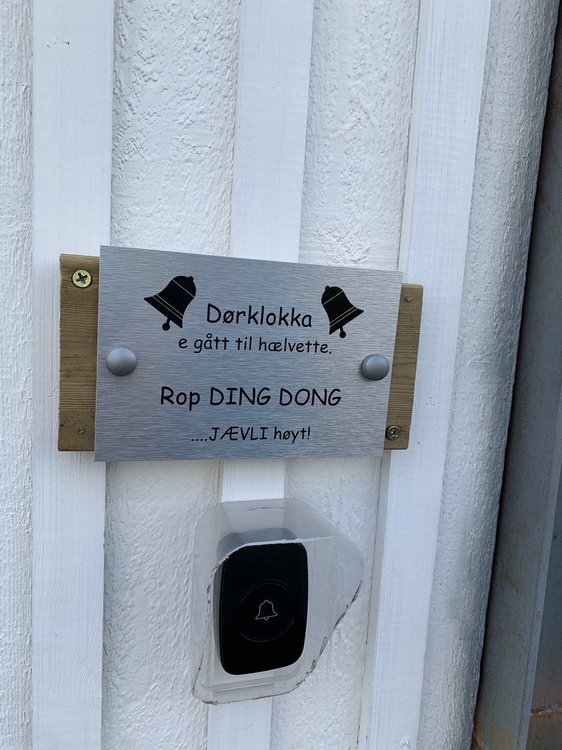 Dørklokka
e gått til hælvette.
Rop DING DONG
....JÆVLI høyt!